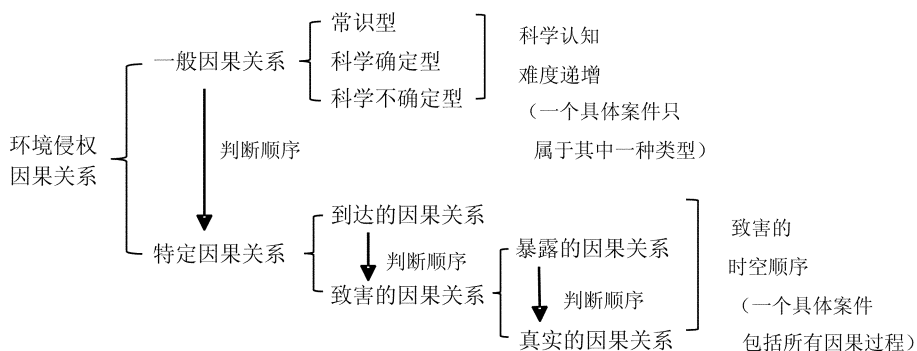 环境侵权
因果关系
一般因果关系
常识型
科学确定型
科学不确定型
科学认知
难度递增
（一个具体案件只
属于其中一种类型）
判断顺序
特定因果关系
到达的因果关系
判断顺序
致害的因果关系
暴露的因果关系
判断顺序
真实的因果关系
致害的
时空顺序
（一个具体案件
包括所有因果过程）